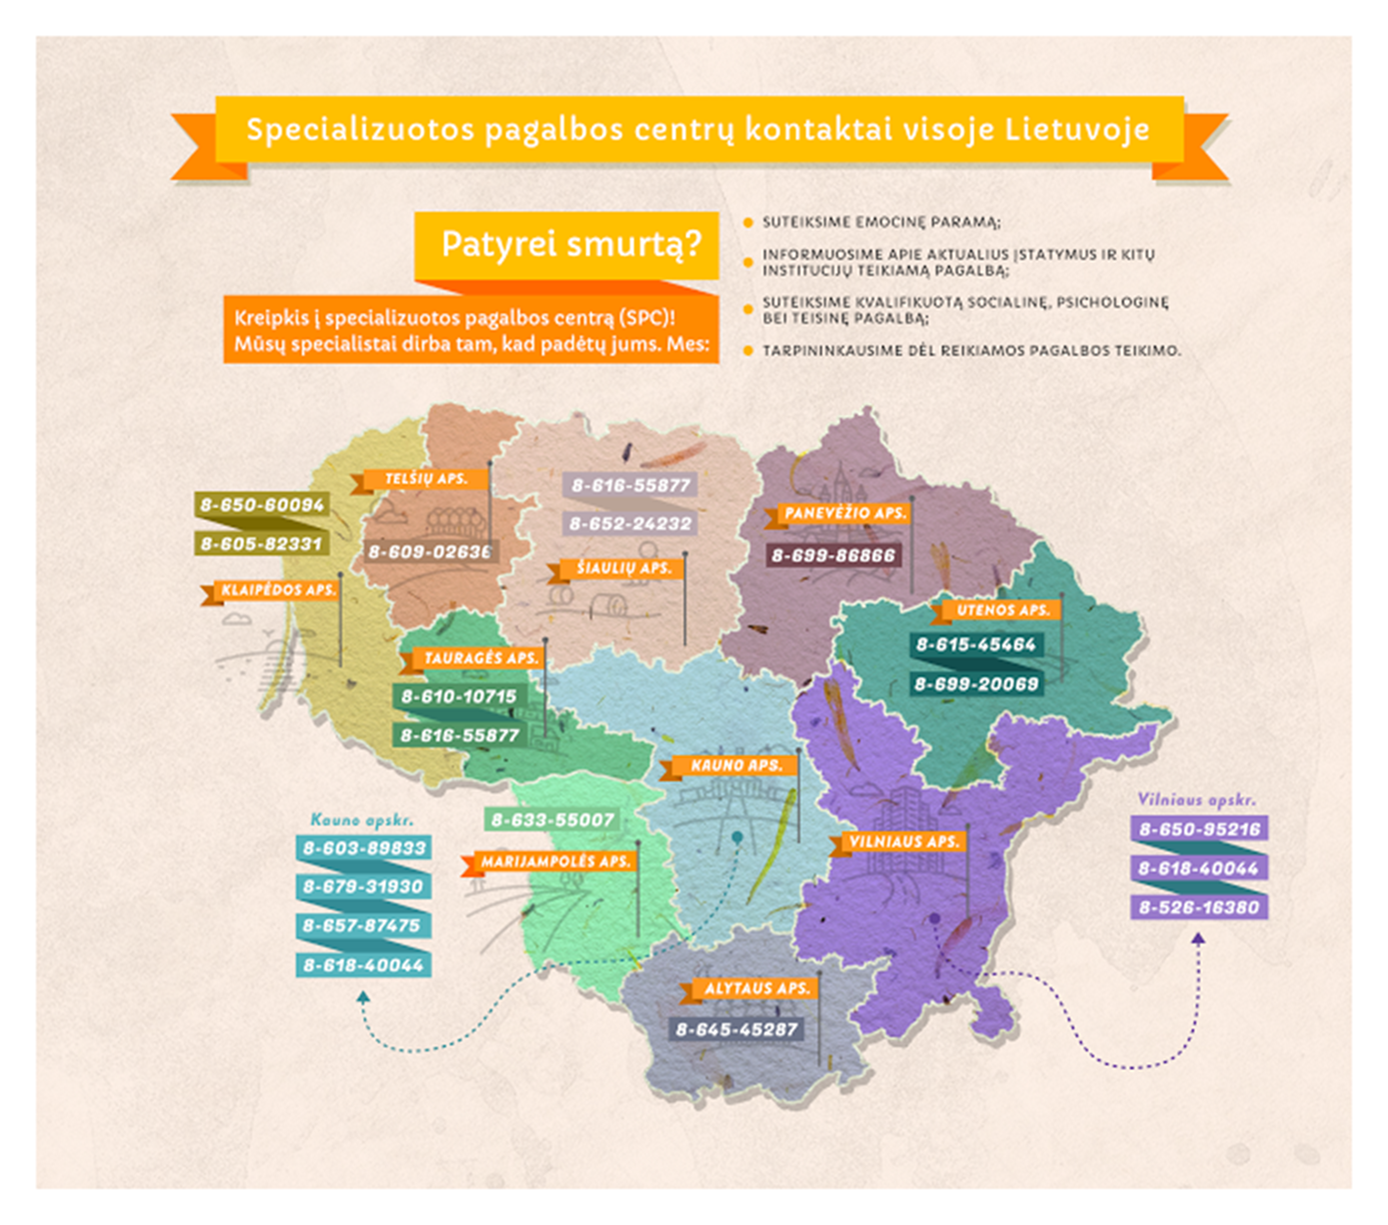 Specializuotos pagalbos centrų kontaktai visoje Lietuvoje
Patyrei smurtą?
Kreipkis į specializuotos pagalbos centrą (SPC)!
Mūsų specialistai dirba tam, kad padėtų jums. Mes:
SUTEIKSIME EMOCINĘ PARAMĄ;
INFORMUOSIME APIE AKTUALIUS ĮSTATYMUS IR KITŲ
INSTITUCIJŲ TEIKIAMĄ PAGALBĄ;
SUTEIKSIME KVALIFIKUOTĄ SOCIALINĘ, PSICHOLOGINĘ
BEI TEISINĘ PAGALBĄ;
TARPININKAUSIME DĖL REIKIAMOS PAGALBOS TEIKIMO.
8-650-60094
8-605-82331
KLAIPĖDOS APS.
TELŠIŲ APS.
8-609-02636
8-616-55877
8-652-24232
ŠIAULIŲ APS.
PANEVĖŽIO APS.
8-699-86866
UTENOS APS.
8-615-45464
8-699-20069
TAURAGĖS APS.
8-610-10715
8-616-55877
KAUNO APS.
8-633-55007
MARIJAMPOLĖS APS.
VILNIAUS APS.
ALYTAUS APS.
8-645-45287
Kauno apskr.
8-603-89833
8-679-31930
8-657-87475
8-618-40044
Vilniaus apskr.
8-650-95216
8-618-40044
8-526-16380